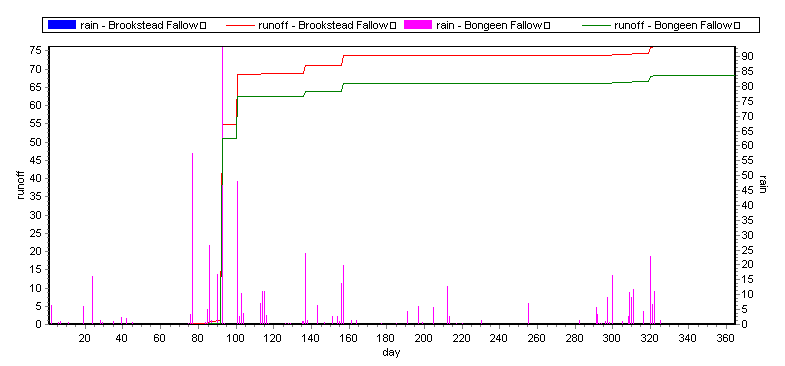 rain - Brookstead Fallow runoff - Brookstead Fallow rain - Bongeen Fallow runoff - Bongeen Fallow
75 70 65 60 55 50 45 40 35 30 25 20 15 10 5 0
runoff
90 85 80 75 70 65 60 55 50 45 40 35 30 25 20 15 10 5 0
rain
20 40 60 80 100 120 140 160 180 200 220 240 260 280 300 320 340 360
day